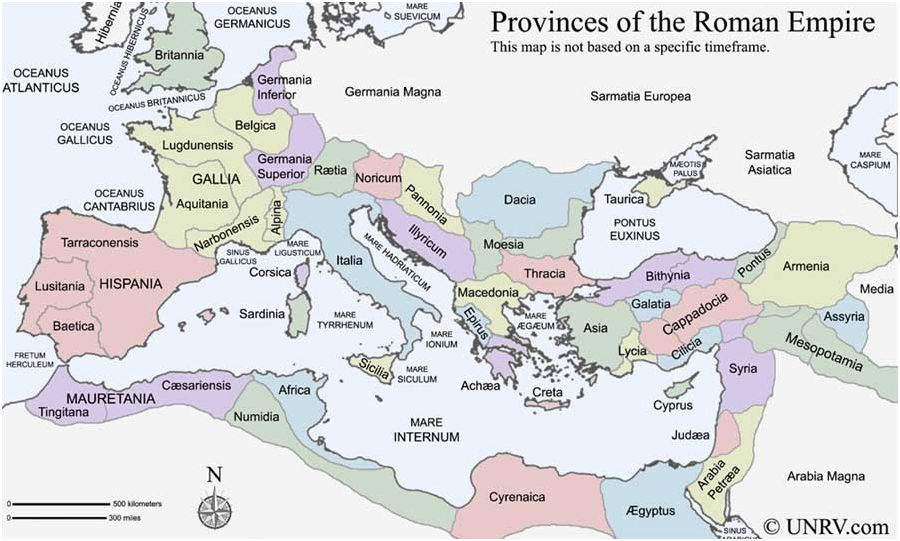 Provinces of the Roman Empire
This map is not based on a specific timeframe.
Hibernia
OCEANUS HIBERNICUS
Britannia
OCEANUS
GERMANICUS
MARE
SUEVICUM
OCEANUS
ATLANTICUS
OCEANUS BRITANNICUS
Germania
Inferior
Germania Magna
Sarmatia Europea
OCEANUS
GALLICUS
Belgica
Lugdunensis
Germania
Superior
Rætia
Noricum
Pannonia
MÆOTIS
PALUS
Sarmatia
Asiatica
MARE
CASPIUM
GALLIA
OCEANUS
CANTABRICUS
Aquitania
Narbonensis
Alpina
Dacia
Taurica
PONTUS
EUXINUS
Illyricum
Moesia
Tarraconensis
SINUS
GALLICUS
MARE
LIGUSTICUM
MARE HADRIATICUM
Italia
Corsica
Thracia
Bithynia
Pontus
Armenia
Media
Lusitania
HISPANIA
Macedonia
Galatia
Cappadocia
Assyria
Baetica
Sardinia
MARE
TYRRHENUM
Epirus
MARE
ÆGÆUM
Asia
Mesopotamia
MARE
IONIUM
Lycia
Cilicia
FRETUM
HERCULEUM
Sicilia
MARE
SICULUM
Achæa
Syria
Cæsariensis
MAURETANIA
Tingitana
Africa
Numidia
Creta
Cyprus
MARE
INTERNUM
Judæa
Arabia
Petræa
Arabia Magna
N
Cyrenaica
Ægyptus
0 500 kilometers
0 300 miles
SINUS
© UNRV.com